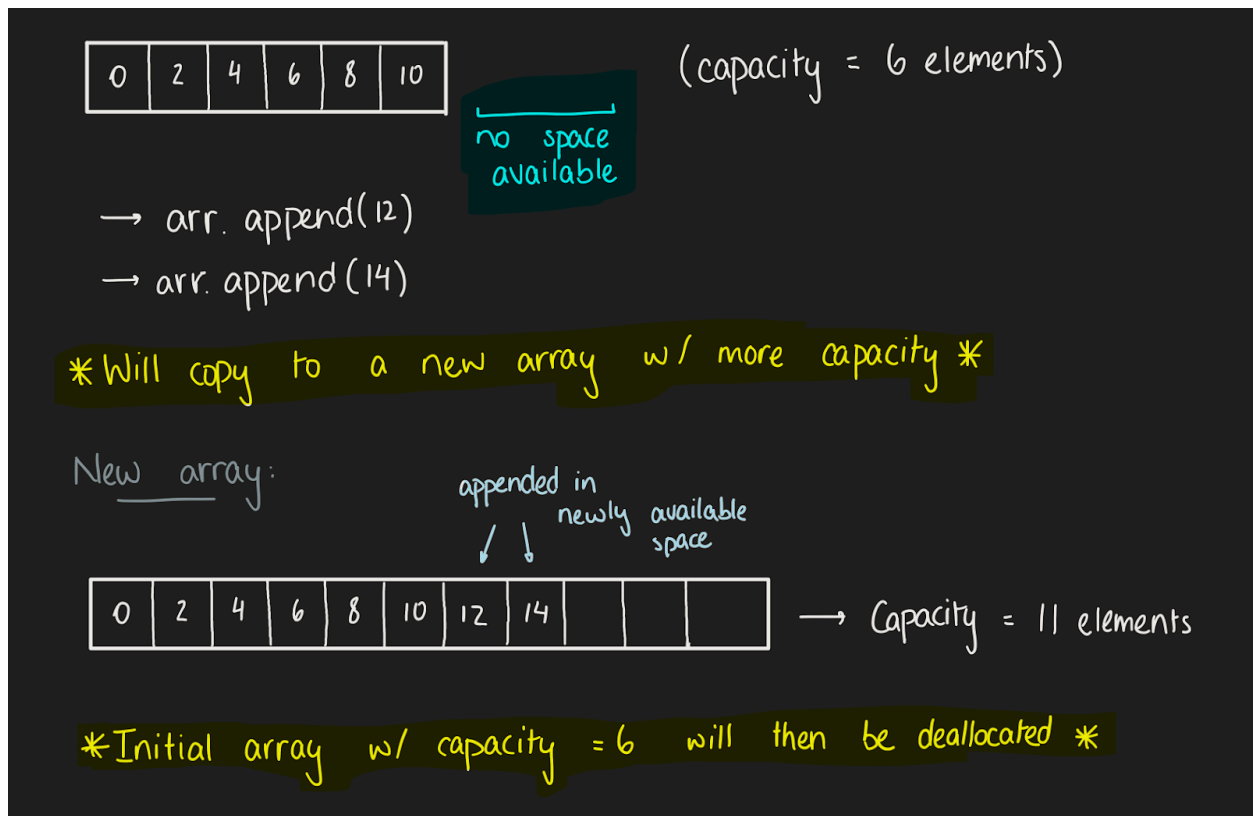 0 2 4 6 8 10
(capacity = 6 elements)
no space
available
→ arr. append(12)
→ arr. append(14)
*Will copy to a new array w/ more capacity*
New array:
appended in
newly available
space
0 2 4 6 8 10 12 14
→ Capacity = 11 elements
*Initial array w/ capacity = 6 will then be deallocated *